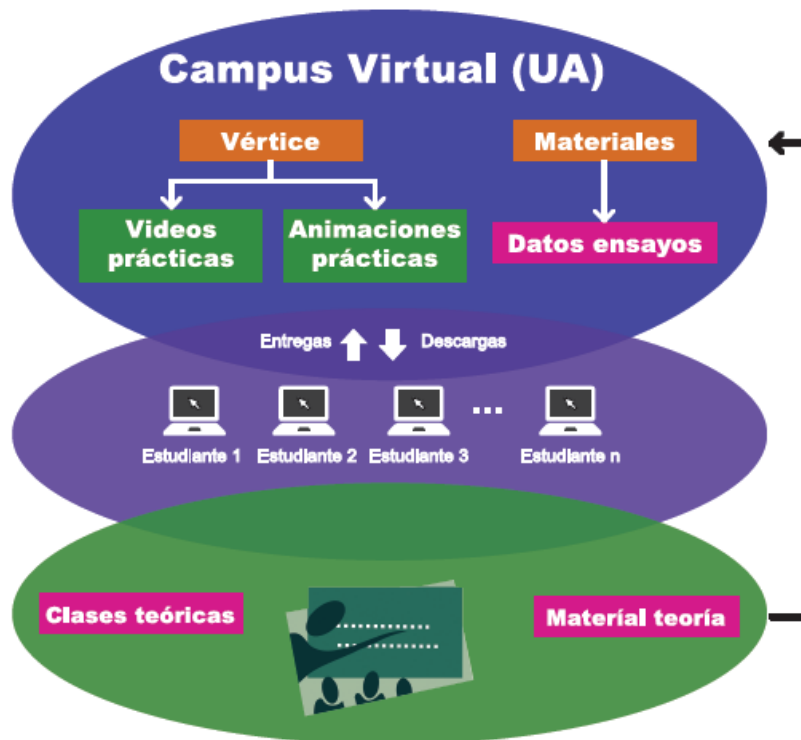 Campus Virtual (UA)
Vértice
Materiales
Videos
prácticas
Animaciones
prácticas
Datos ensayos
Entregas
Descargas
...
Estudiante 1
Estudiante 2
Estudiante 3
Estudiante n
Clases teóricas
Materíal teoría